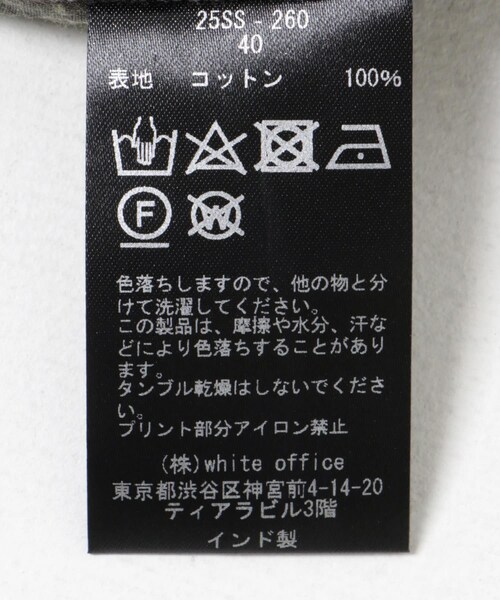 25SS - 260
40
表地 コットン 100%
F
W
色落ちしますので、他の物と分
けて洗濯してください。
この製品は、摩擦や水分、汗な
どにより色落ちすることがあり
ます。
タンブル乾燥はしないでくださ
い。
プリント部分アイロン禁止
(株)white office
東京都渋谷区神宮前4-14-20
ティアラビル3階
インド製